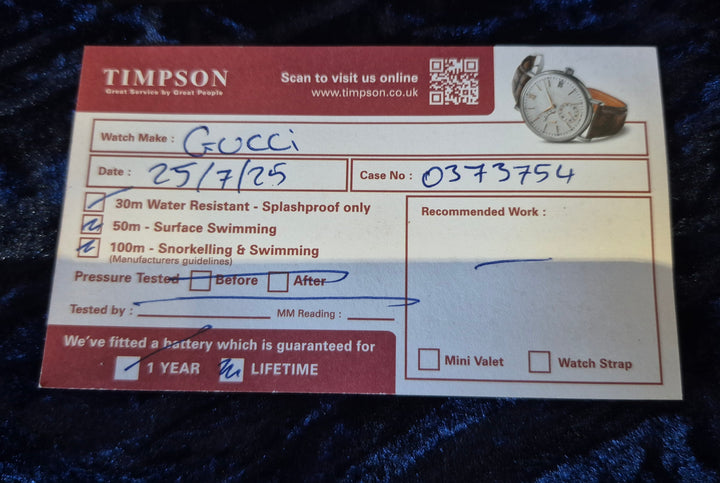 TIMPSON
Great Service by Great People
Scan to visit us online
www.timpson.co.uk
Watch Make : GUCCi
Date : 25/7/25
Case No : 0373754
30m Water Resistant - Splashproof only
50m - Surface Swimming
100m - Snorkelling & Swimming
(Manufacturers guidelines)
Pressure Tested Before After
Tested by : MM Reading :
We've fitted a battery which is guaranteed for
1 YEAR LIFETIME
Recommended Work :
Mini Valet Watch Strap